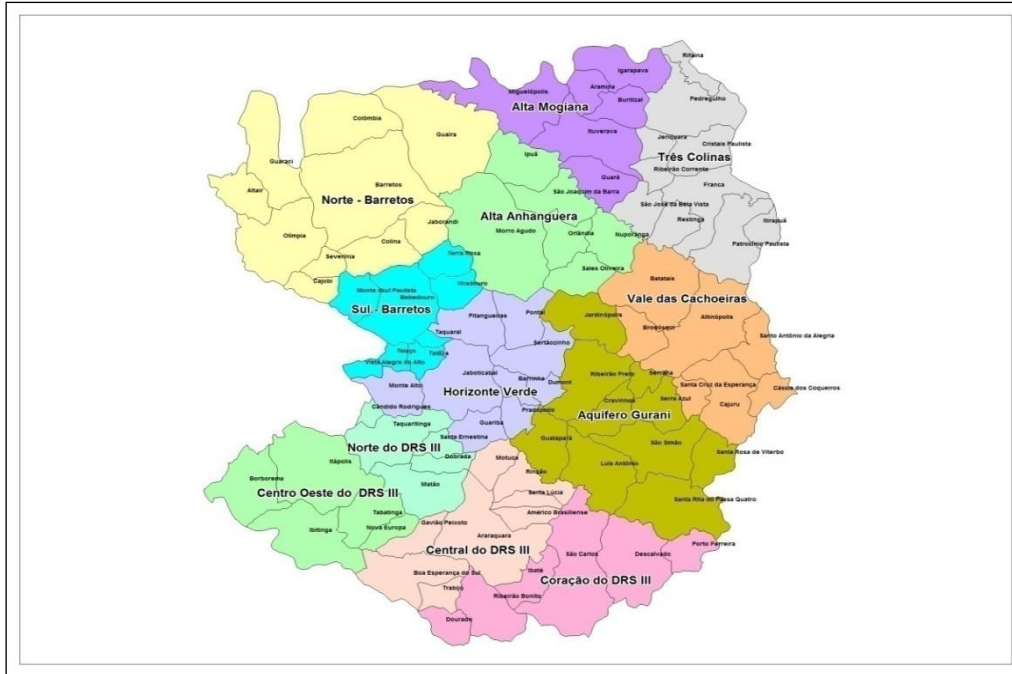 Rifaina
Igarapava
Aramina
Miguelópolis
Buritizal
Pedregulho
Alta Mogiana
Colômbia
Guaíra
Ituverava
Jeriquara
Cristais Paulista
Ipuã
Três Colinas
Guaraci
Ribeirão Corrente
Guará
Altair
Barretos
São Joaquim da Barra
Franca
Norte - Barretos
São José da Bela Vista
Jaborandi
Alta Anhanguera
Restinga
Itirapuã
Morro Agudo
Orlândia
Nuporanga
Olímpia
Colina
Patrocínio Paulista
Severínia
Terra Roxa
Sales Oliveira
Cajobi
Batatais
Viradouro
Monte Azul Paulista
Bebedouro
Vale das Cachoeiras
Sul - Barretos
Pitangueiras
Pontal
Jardinópolis
Altinópolis
Brodósqui
Taquaral
Sertãozinho
Santo Antônio da Alegria
Taiaçu
Taiúva
Vista Alegre do Alto
Jaboticabal
Barrinha
Dumont
Ribeirão Preto
Serrana
Monte Alto
Horizonte Verde
Santa Cruz da Esperança
Cássia dos Coqueiros
Serra Azul
Cândido Rodrigues
Pradópolis
Cravinhos
Cajuru
Aquífero Gurani
Taquaritinga
Guariba
Santa Ernestina
Guatapará
São Simão
Norte do DRS III
Santa Rosa de Viterbo
Dobrada
Motuca
Itápolis
Luis Antônio
Borborema
Rincão
Matão
Centro Oeste do DRS III
Santa Lúcia
Santa Rita do Passa Quatro
Tabatinga
Américo Brasiliense
Gavião Peixoto
Ibitinga
Nova Europa
Araraquara
Porto Ferreira
Central do DRS III
São Carlos
Descalvado
Boa Esperança do Sul
Ibaté
Coração do DRS III
Trabijú
Ribeirão Bonito
Dourado